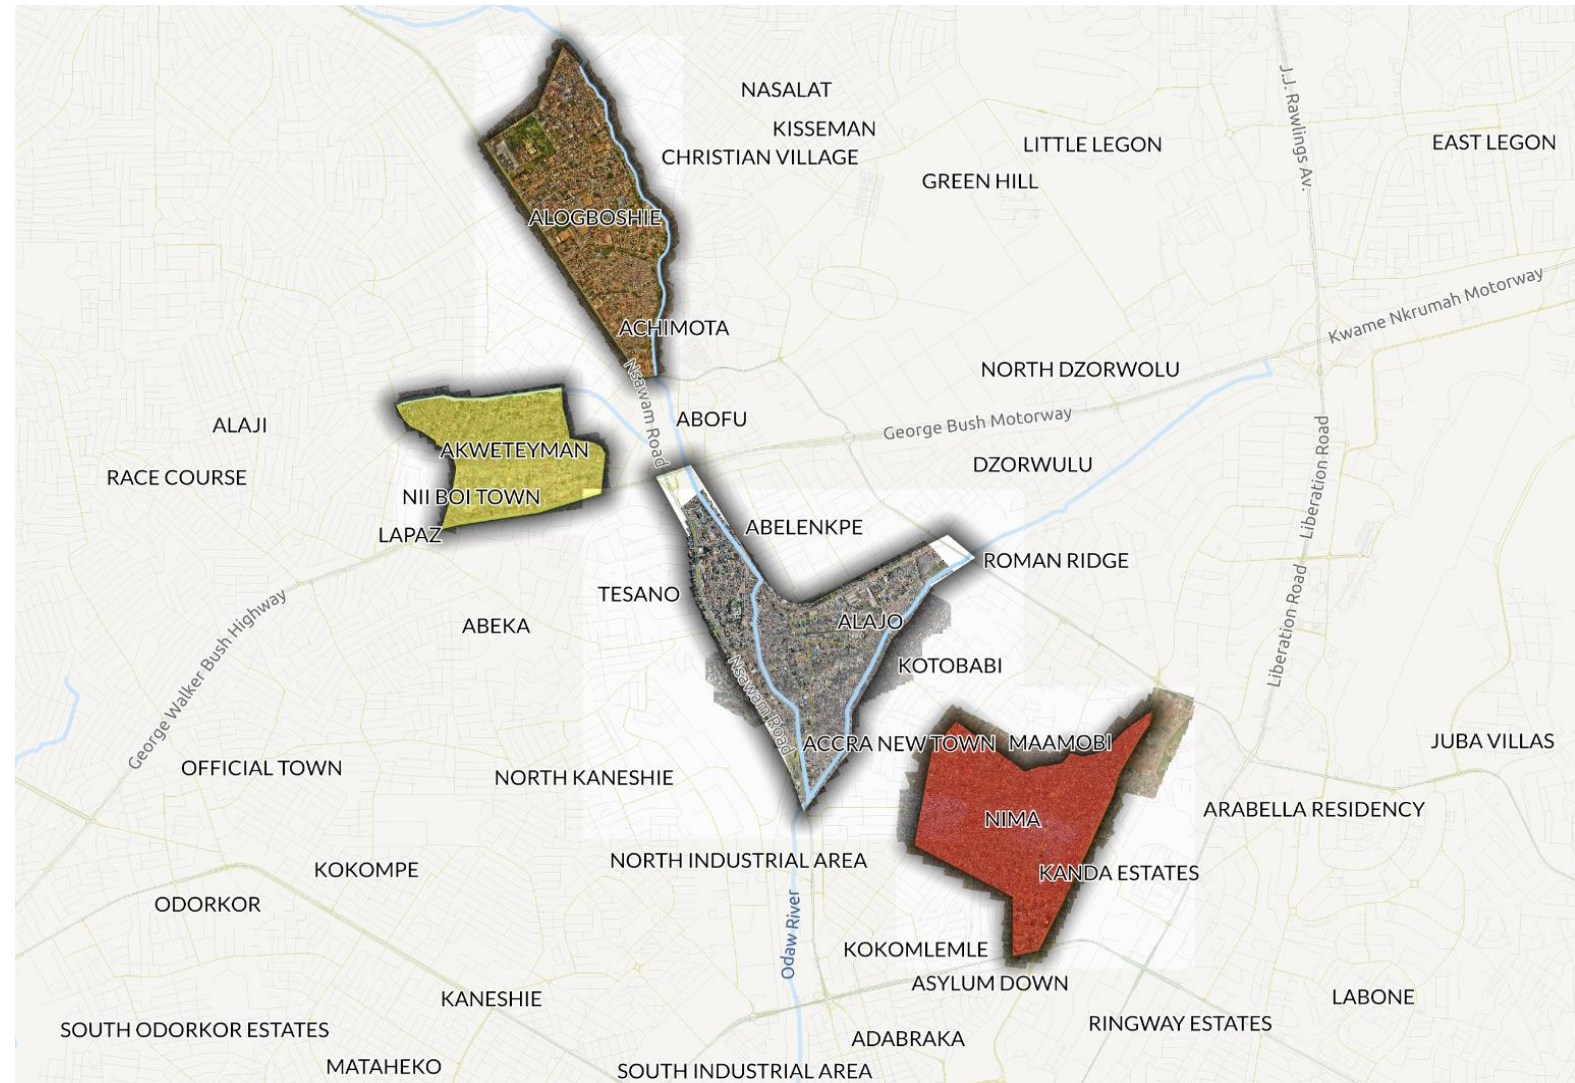 NASALAT
KISSEMAN
CHRISTIAN VILLAGE
LITTLE LEGON
EAST LEGON
GREEN HILL
J.J. Rawlings Av.
ALOGBOSHIE
ACHIMOTA
Kwame Nkrumah Motorway
NORTH DZORWOLU
Nsawam Road
ABOFU
George Bush Motorway
ALAJI
AKWETEYMAN
DZORWULU
RACE COURSE
NII BOI TOWN
Liberation Road
LAPAZ
ABELENKPE
ROMAN RIDGE
TESANO
ABEKA
ALAJO
Liberation Road
George Walker Bush Highway
KOTOBABI
Nsawam Road
ACCRA NEW TOWN
MAAMOBI
JUBA VILLAS
OFFICIAL TOWN
NORTH KANESHIE
NIMA
ARABELLA RESIDENCY
NORTH INDUSTRIAL AREA
KOKOMPE
KANDA ESTATES
ODORKOR
Odaw River
KOKOMLEMLE
ASYLUM DOWN
KANESHIE
LABONE
SOUTH ODORKOR ESTATES
RINGWAY ESTATES
ADABRAKA
MATAHEKO
SOUTH INDUSTRIAL AREA